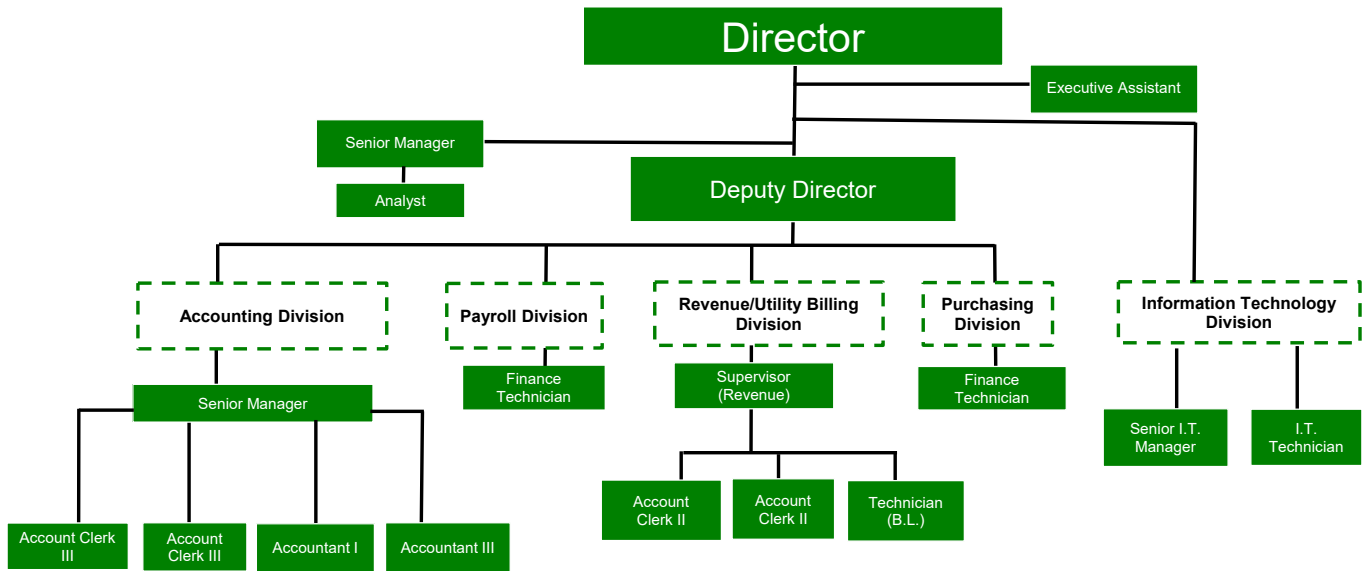 Director
Executive Assistant
Senior Manager
Analyst
Deputy Director
Accounting Division
Payroll Division
Revenue/Utility Billing
Division
Purchasing
Division
Information Technology
Division
Senior Manager
Finance
Technician
Supervisor
(Revenue)
Finance
Technician
Senior I.T.
Manager
I.T.
Technician
Account Clerk
III
Account
Clerk III
Accountant I
Accountant III
Account
Clerk II
Account
Clerk II
Technician
(B.L.)